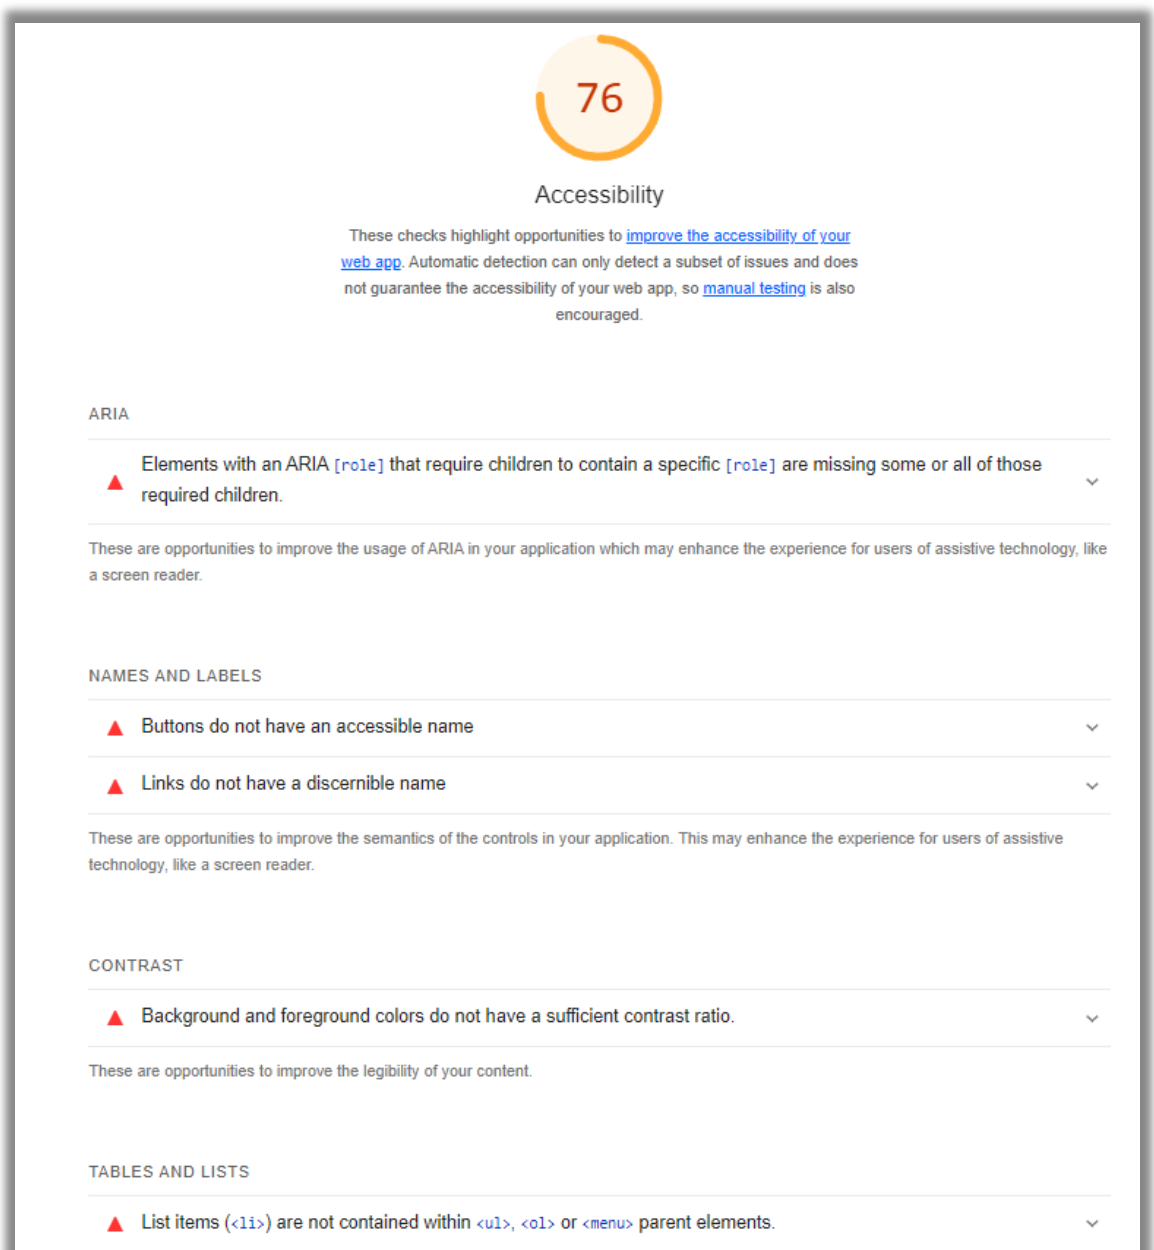 76
Accessibility
These checks highlight opportunities to improve the accessibility of your
web app. Automatic detection can only detect a subset of issues and does
not guarantee the accessibility of your web app, so manual testing is also
encouraged.
ARIA
Elements with an ARIA [role] that require children to contain a specific [role] are missing some or all of those
required children.
These are opportunities to improve the usage of ARIA in your application which may enhance the experience for users of assistive technology, like
a screen reader.
NAMES AND LABELS
Buttons do not have an accessible name
Links do not have a discernible name
These are opportunities to improve the semantics of the controls in your application. This may enhance the experience for users of assistive
technology, like a screen reader.
CONTRAST
Background and foreground colors do not have a sufficient contrast ratio.
These are opportunities to improve the legibility of your content.
TABLES AND LISTS
List items (<li>) are not contained within <ul>, <ol> or <menu> parent elements.